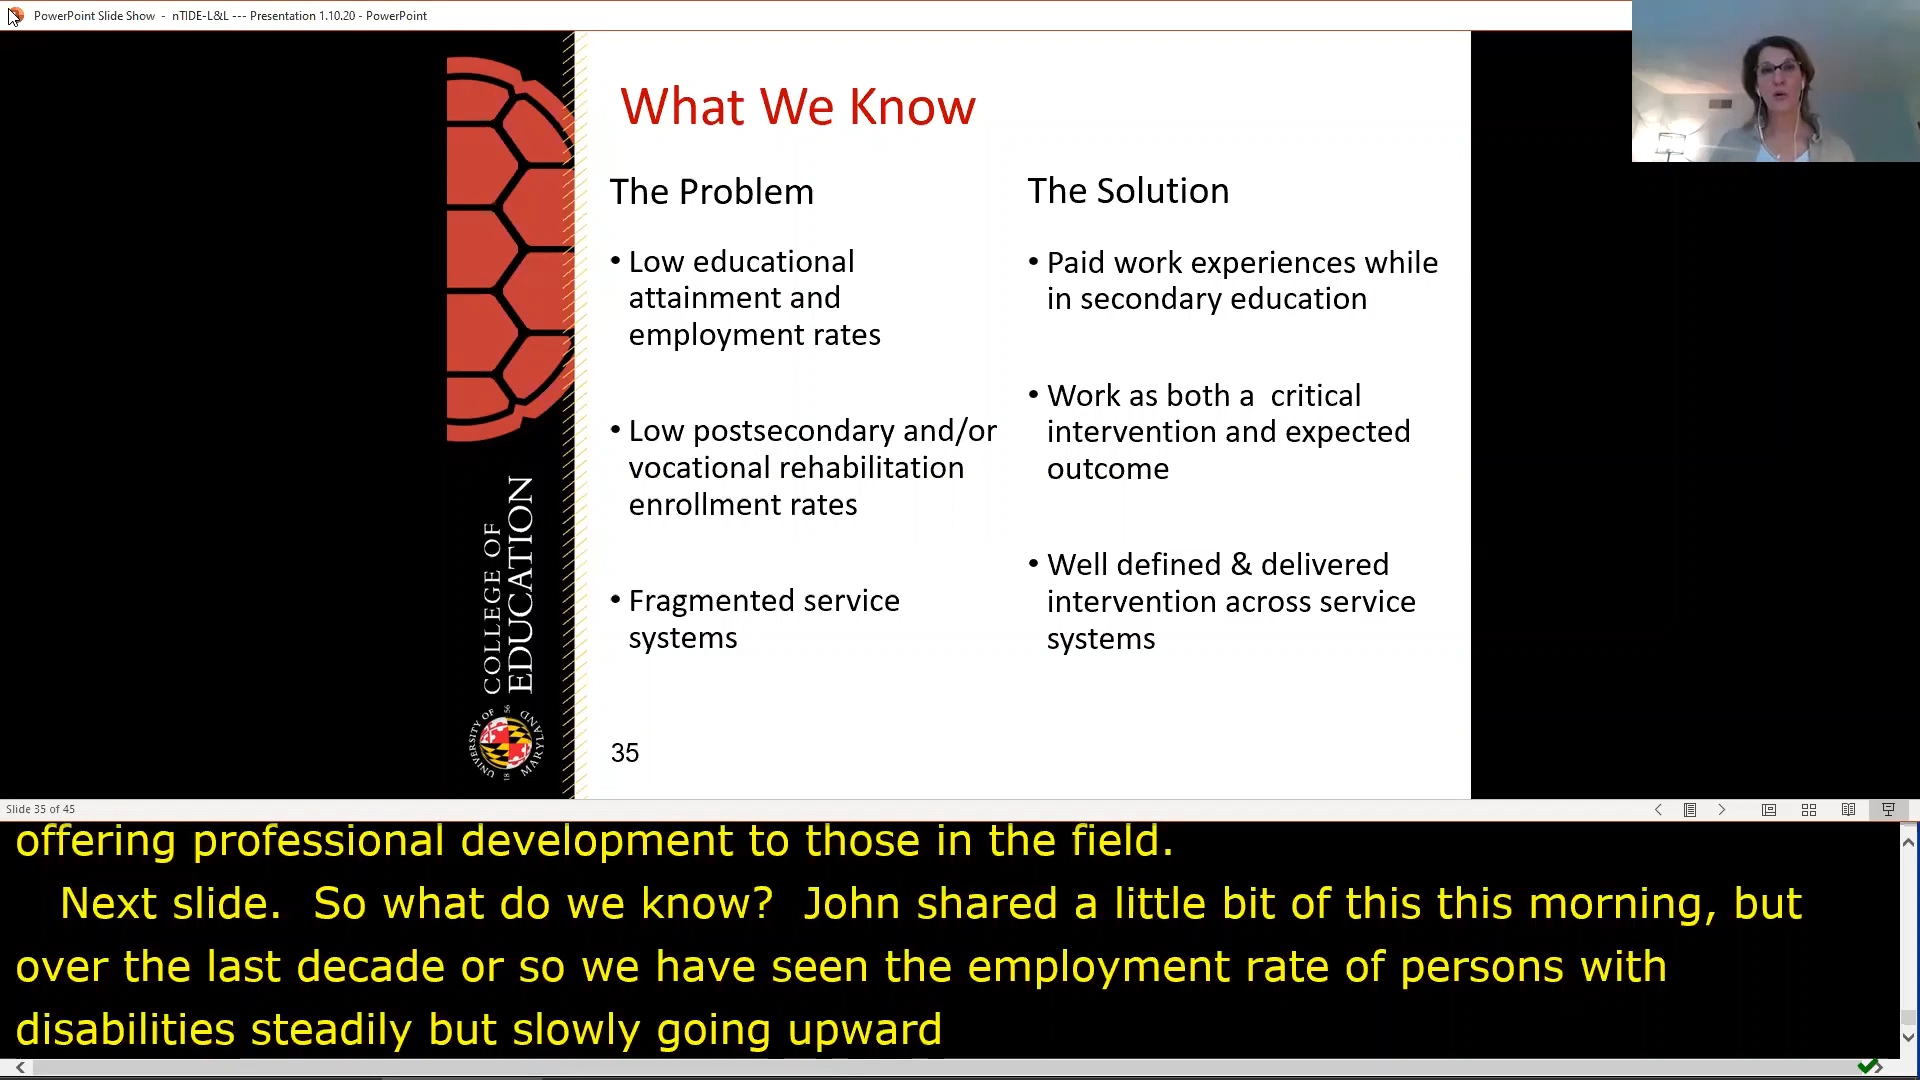 PowerPoint Slide Show - nTIDE-L&L --- Presentation 1.10.20 - PowerPoint
What We Know
The Problem
• Low educational
attainment and
employment rates
• Low postsecondary and/or
vocational rehabilitation
enrollment rates
• Fragmented service
systems
The Solution
• Paid work experiences while
in secondary education
• Work as both a critical
intervention and expected
outcome
• Well defined & delivered
intervention across service
systems
35
COLLEGE OF
EDUCATION
UNIVERSITY OF
MARYLAND
18
56
Slide 35 of 45
offering professional development to those in the field.
Next slide. So what do we know? John shared a little bit of this this morning, but
over the last decade or so we have seen the employment rate of persons with
disabilities steadily but slowly going upward